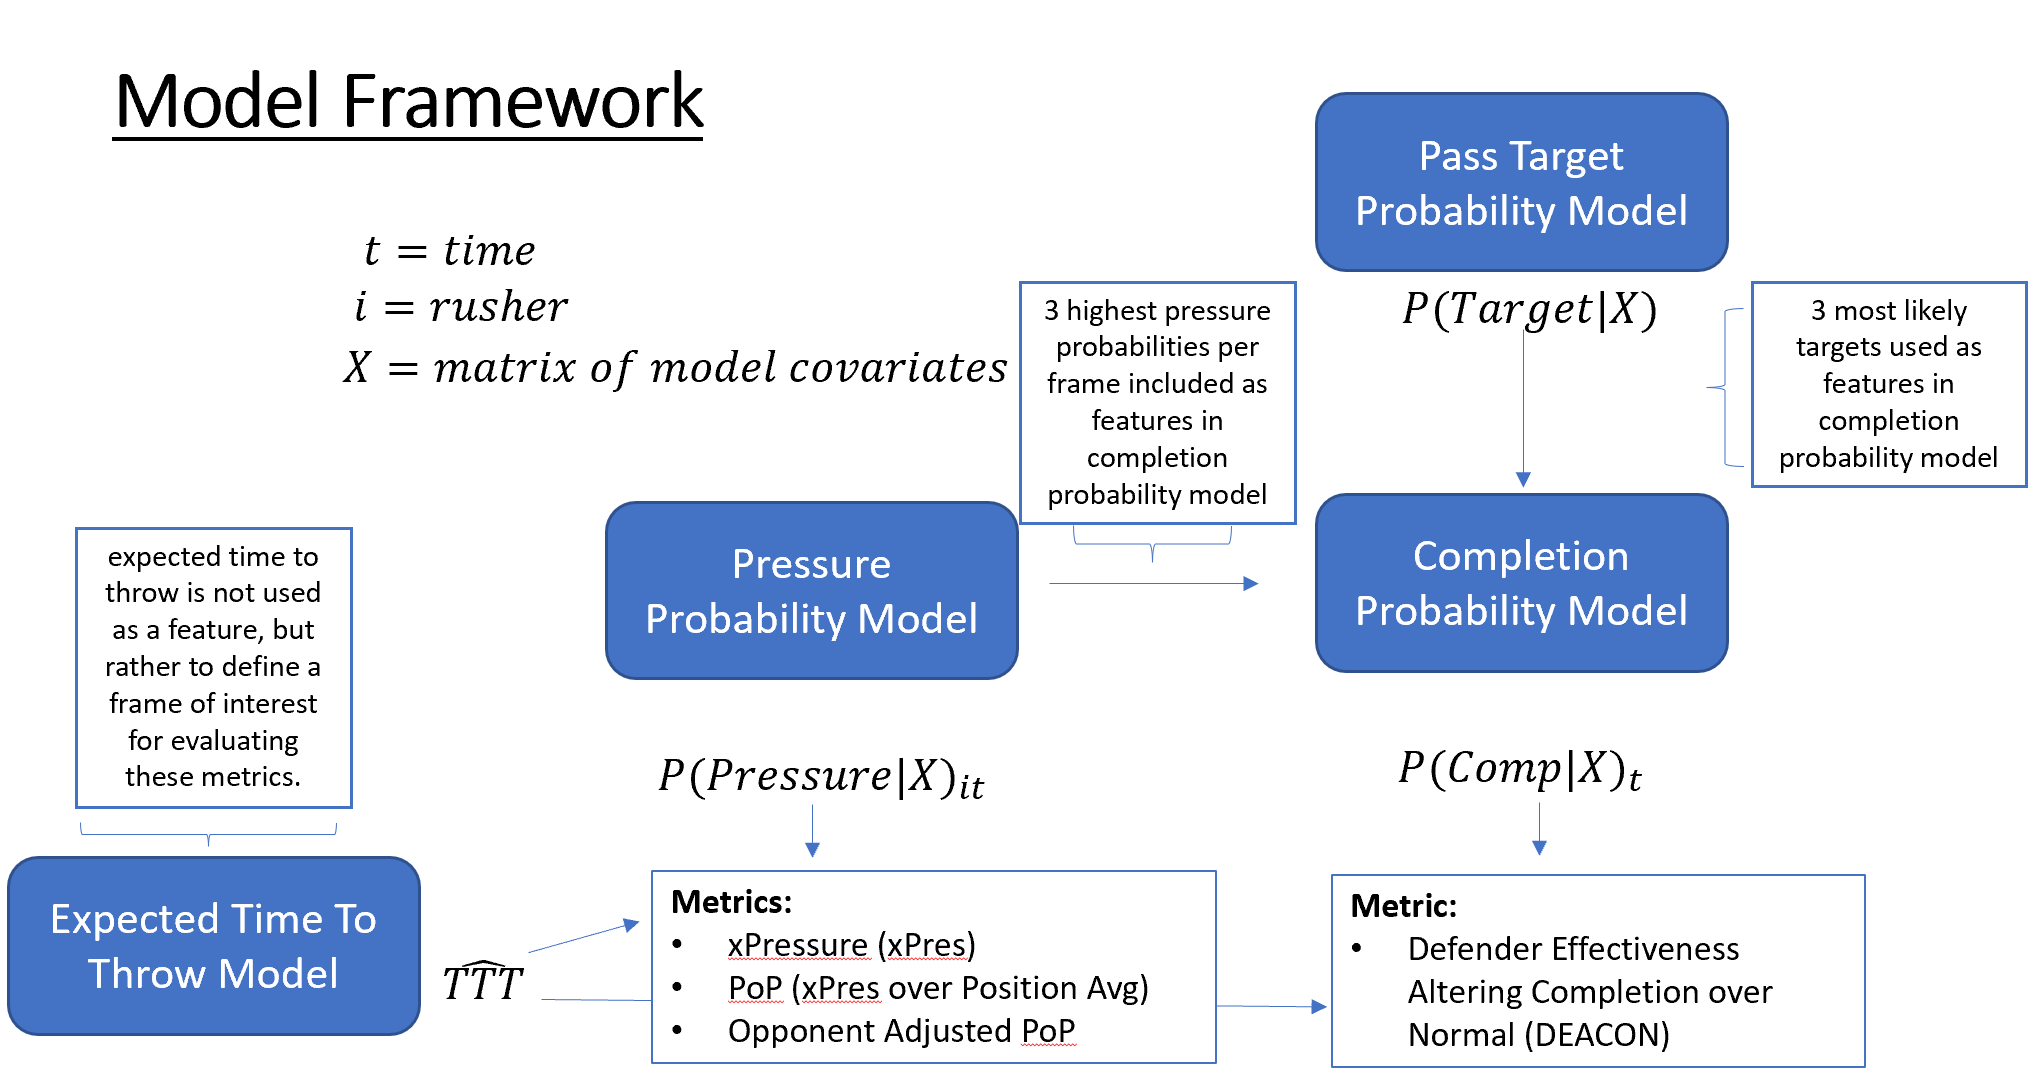 Model Framework
t = time
i = rusher
X = matrix of model covariates
Pass Target
Probability Model
P(Target|X)
3 highest pressure
probabilities per
frame included as
features in
completion
probability model
3 most likely
targets used as
features in
completion
probability model
Pressure
Probability Model
Completion
Probability Model
expected time to
throw is not used
as a feature, but
rather to define a
frame of interest
for evaluating
these metrics.
P(Pressure|X)it
P(Comp|X)t
Expected Time To
Throw Model
TTT̂
Metrics:
• xPressure (xPres)
• PoP (xPres over Position Avg)
• Opponent Adjusted PoP
Metric:
• Defender Effectiveness
Altering Completion over
Normal (DEACON)